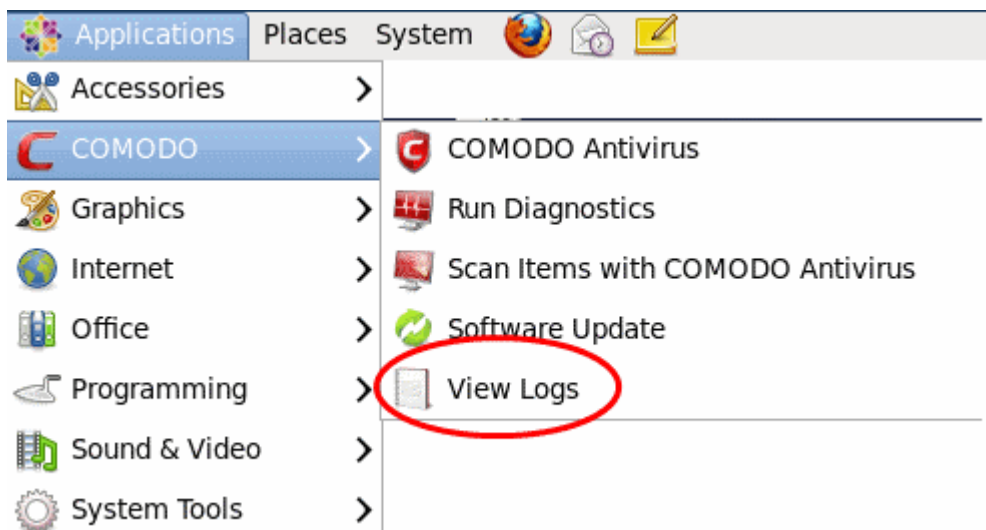 Applications Places System
Accessories
COMODO
Graphics
Internet
Office
Programming
Sound & Video
System Tools
COMODO Antivirus
Run Diagnostics
Scan Items with COMODO Antivirus
Software Update
View Logs